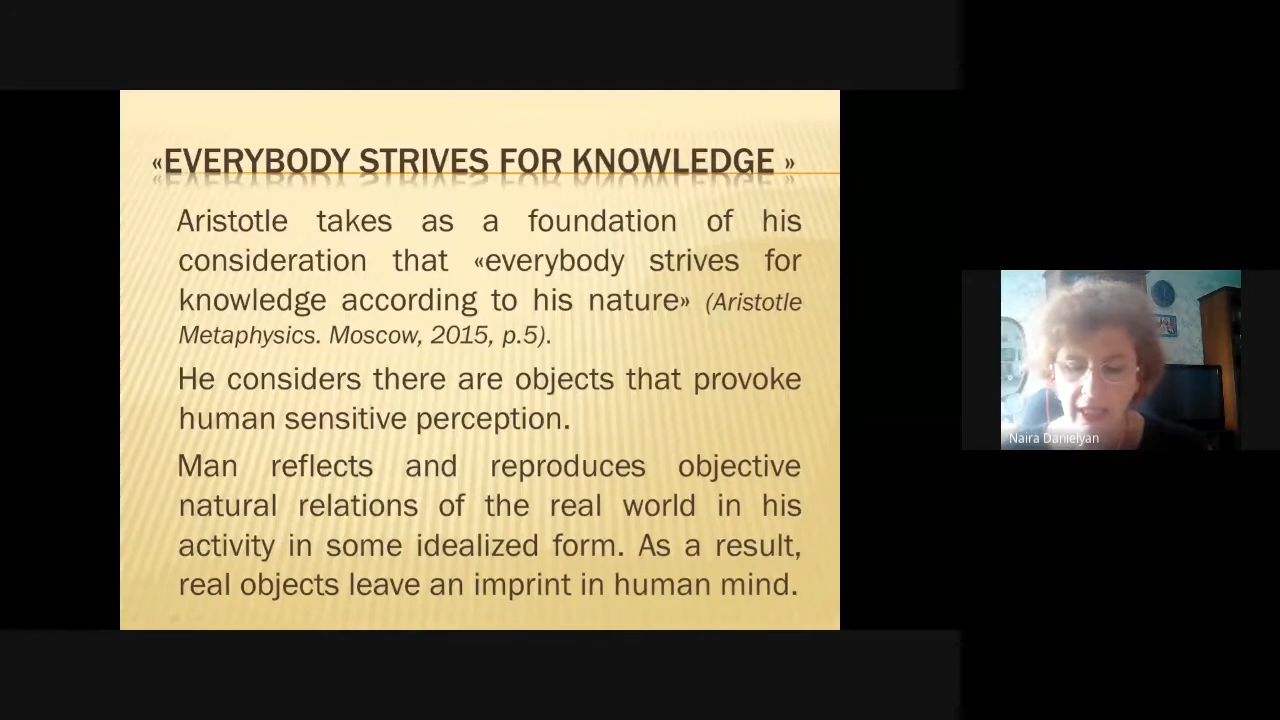 «EVERYBODY STRIVES FOR KNOWLEDGE »
Aristotle takes as a foundation of his
consideration that «everybody strives for
knowledge according to his nature» (Aristotle
Metaphysics. Moscow, 2015, p.5).
He considers there are objects that provoke
human sensitive perception.
Man reflects and reproduces objective
natural relations of the real world in his
activity in some idealized form. As a result,
real objects leave an imprint in human mind.
Naira Danielyan